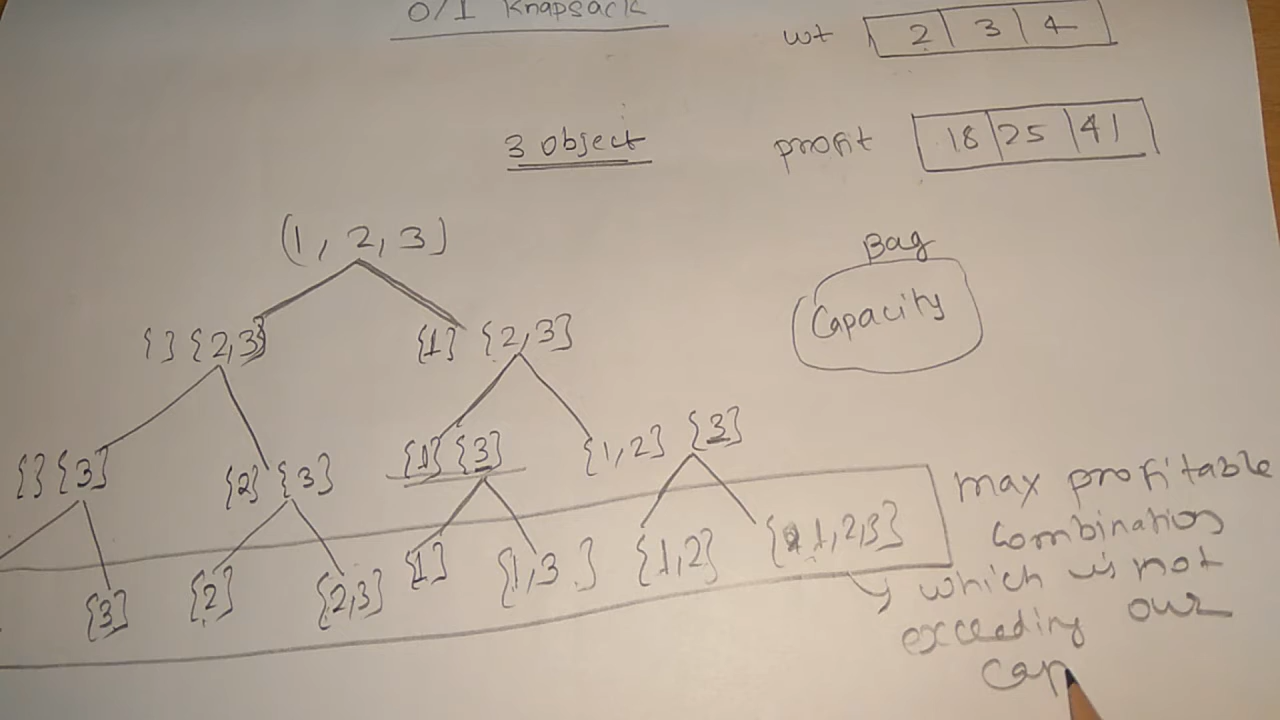 0/1 Knapsack
wt 2 3 4
3 object
profit 18 25 41
(1, 2, 3)
Bag
Capacity
{ } {2,3}
{1} {2,3}
{ } {3}
{2} {3}
{1} {3}
{1,2} {3}
{3}
{2}
{2,3}
{1}
{1,3}
{1,2}
{1,2,3}
max profitable
combination
which is not
exceeding our
cap